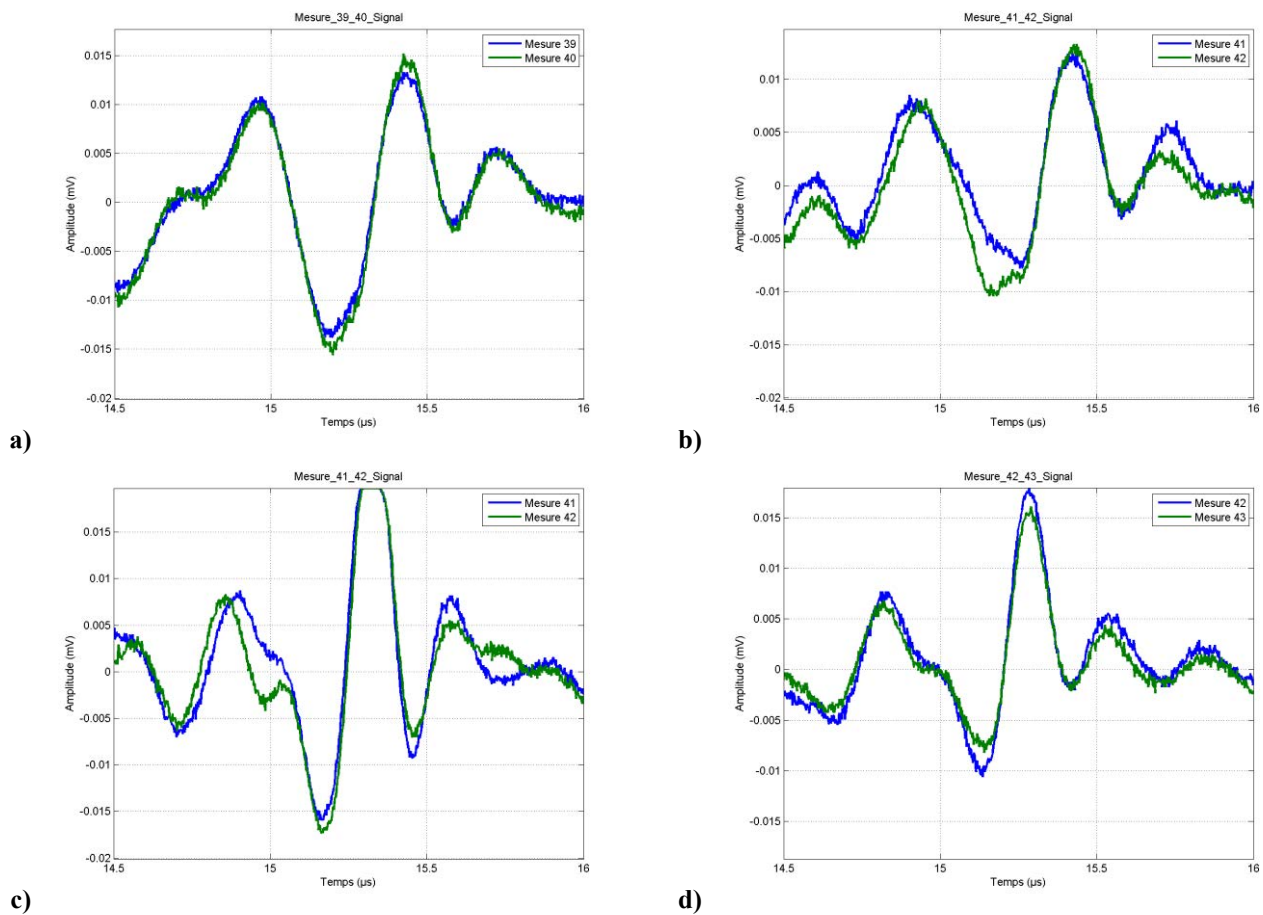 Mesure_39_40_Signal
Mesure 39
Mesure 40
0.015
0.01
0.005
0
-0.005
-0.01
-0.015
-0.02
Amplitude (mV)
14.5 15 15.5 16
Temps (µs)
a)
Mesure_41_42_Signal
Mesure 41
Mesure 42
0.01
0.005
0
-0.005
-0.01
-0.015
-0.02
Amplitude (mV)
14.5 15 15.5 16
Temps (µs)
b)
Mesure_41_42_Signal
Mesure 41
Mesure 42
0.015
0.01
0.005
0
-0.005
-0.01
-0.015
-0.02
Amplitude (mV)
14.5 15 15.5 16
Temps (µs)
c)
Mesure_42_43_Signal
Mesure 42
Mesure 43
0.015
0.01
0.005
0
-0.005
-0.01
-0.015
Amplitude (mV)
14.5 15 15.5 16
Temps (µs)
d)